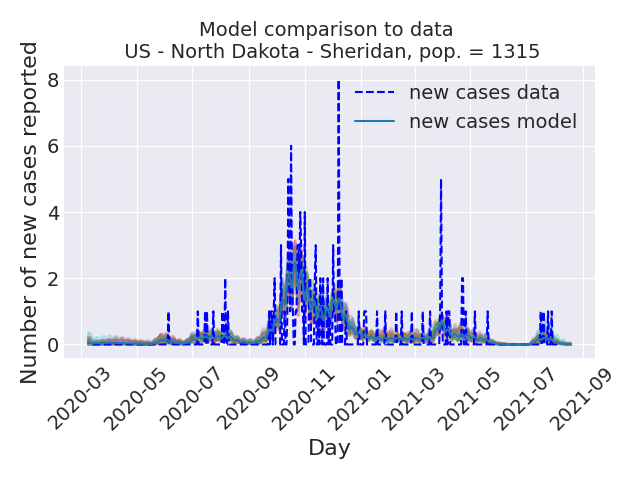 Model comparison to data
US - North Dakota - Sheridan, pop. = 1315
Number of new cases reported
8
6
4
2
0
new cases data
new cases model
2020-03
2020-05
2020-07
2020-09
2020-11
2021-01
2021-03
2021-05
2021-07
2021-09
Day